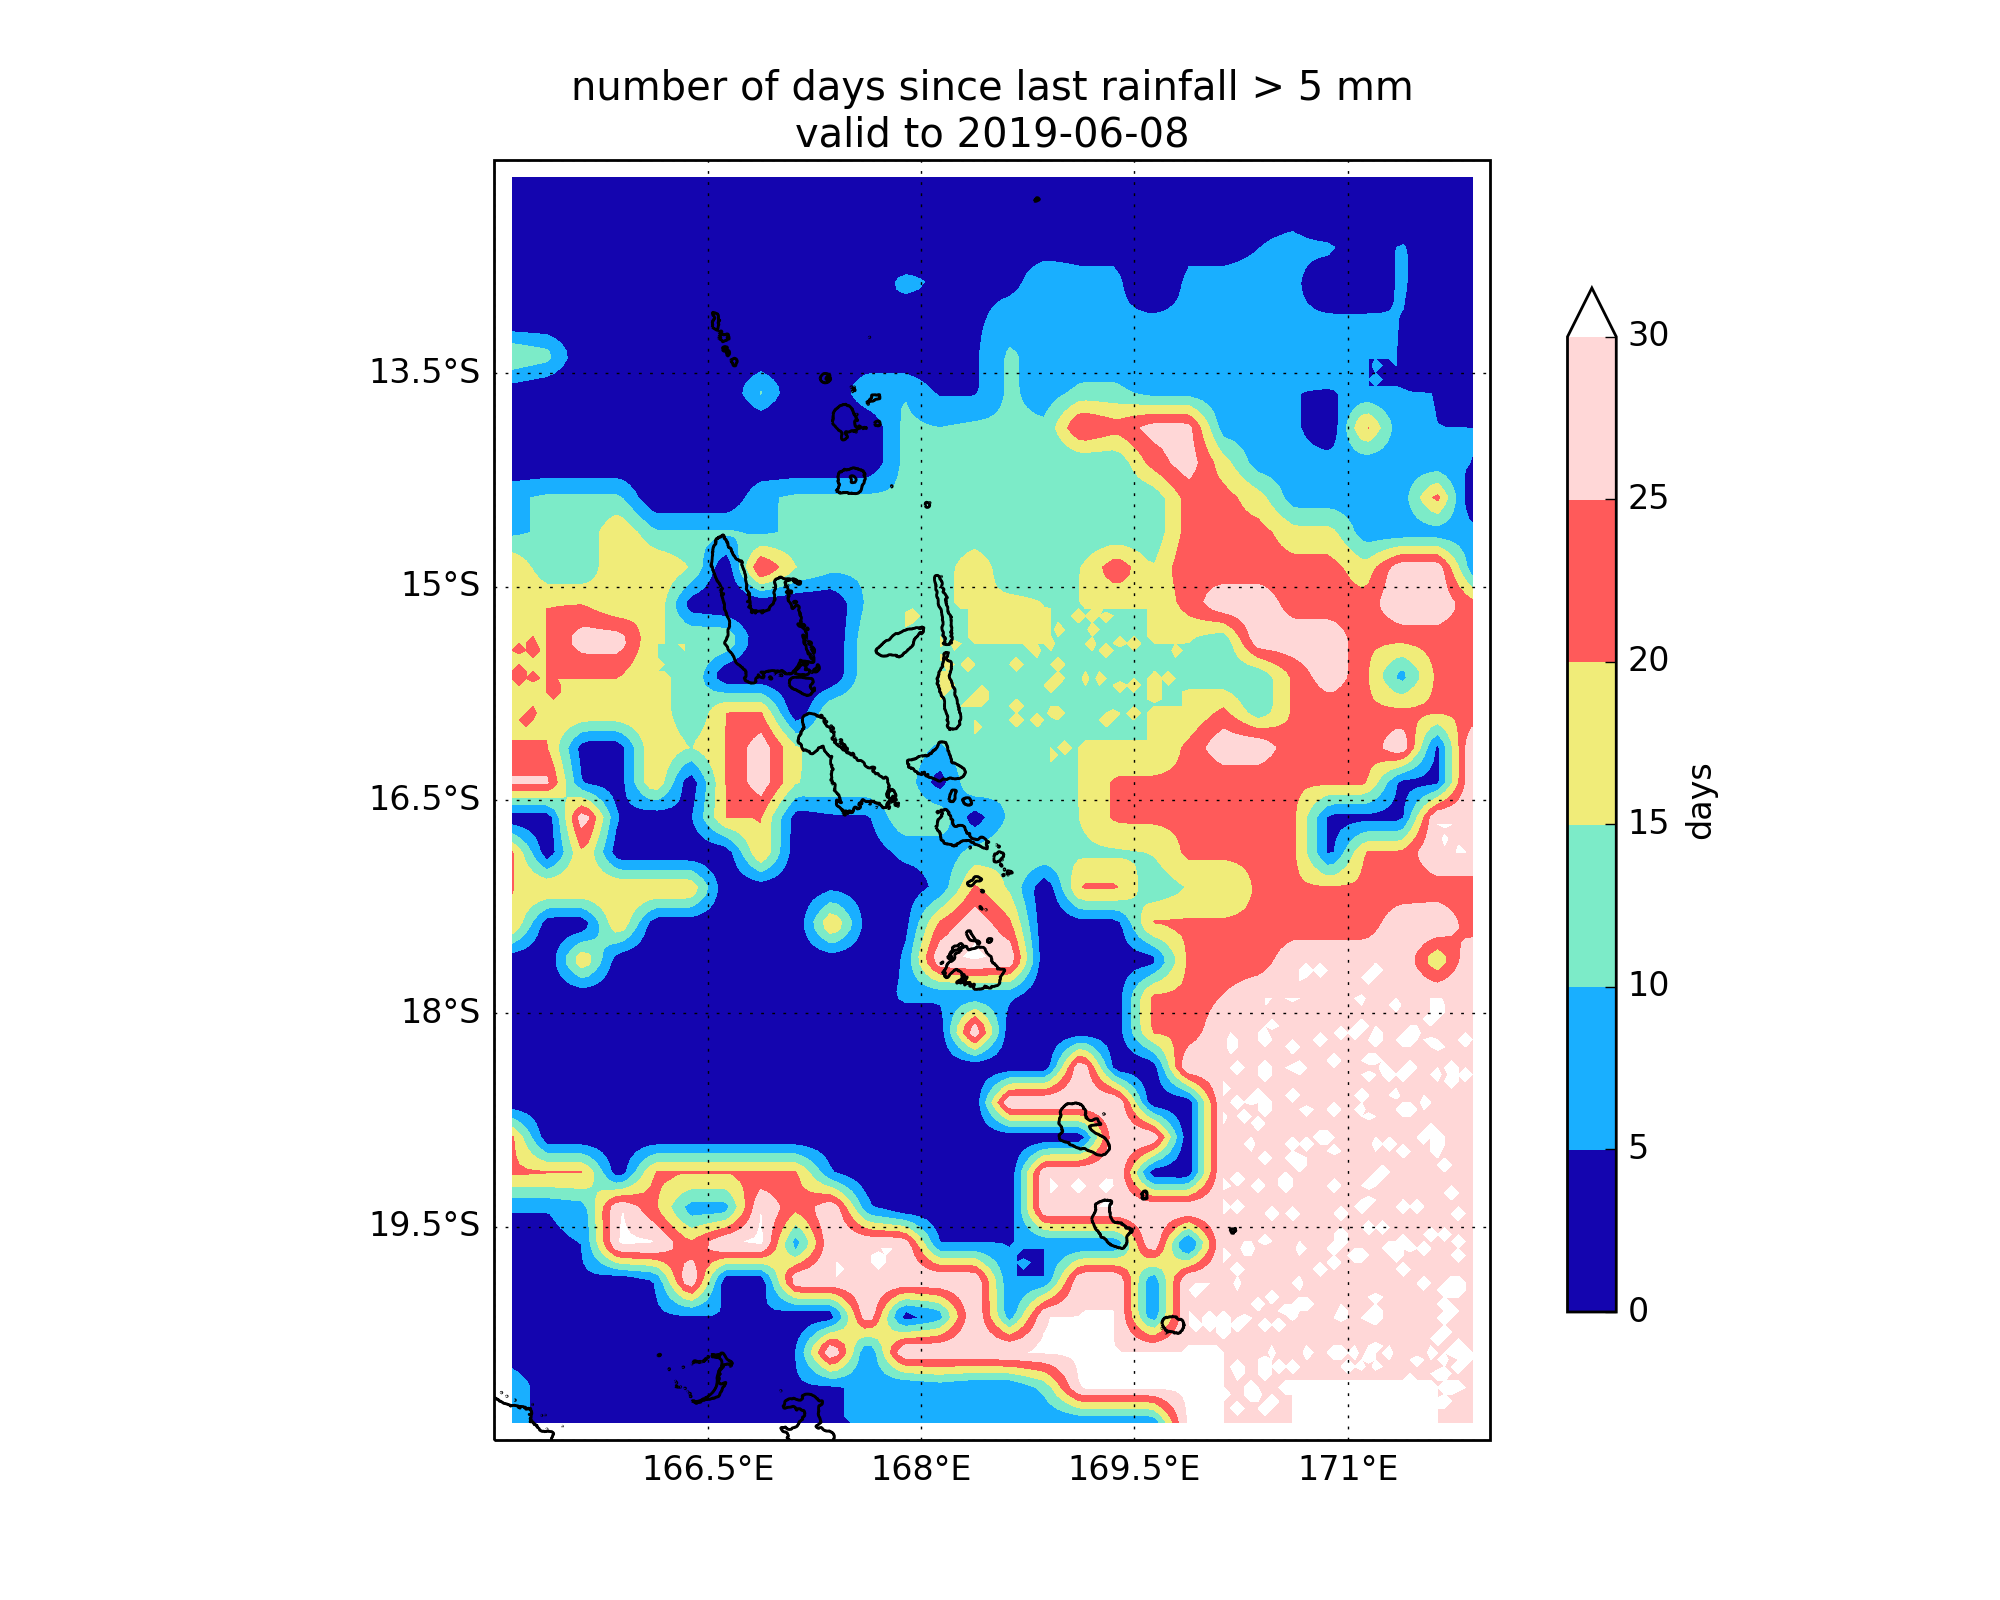 number of days since last rainfall > 5 mm
valid to 2019-06-08
13.5°S
15°S
16.5°S
18°S
19.5°S
166.5°E
168°E
169.5°E
171°E
30
25
20
15
10
5
0
days